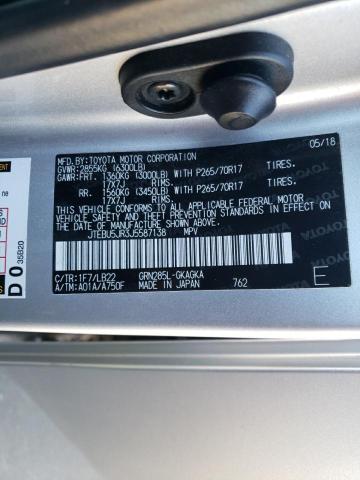 MFD.BY:TOYOTA MOTOR CORPORATION 05/18
GVWR:2855KG (6300LB)
GAWR:FRT. 1360KG (3000LB) WITH P265/70R17 TIRES.
17X7J RIMS.
RR. 1560KG (3450LB) WITH P265/70R17 TIRES.
17X7J RIMS.
THIS VEHICLE CONFORMS TO ALL APPLICABLE FEDERAL MOTOR
VEHICLE SAFETY AND THEFT PREVENTION STANDARDS IN EFFECT ON
THE DATE OF MANUFACTURE SHOWN ABOVE.
JTEBU5JR3J5587138 MPV
C/TR:1F7/LB22 GRN285L-GKAGKA
A/TM:A01A/A750F MADE IN JAPAN 762
E
ne
D 0
35B20